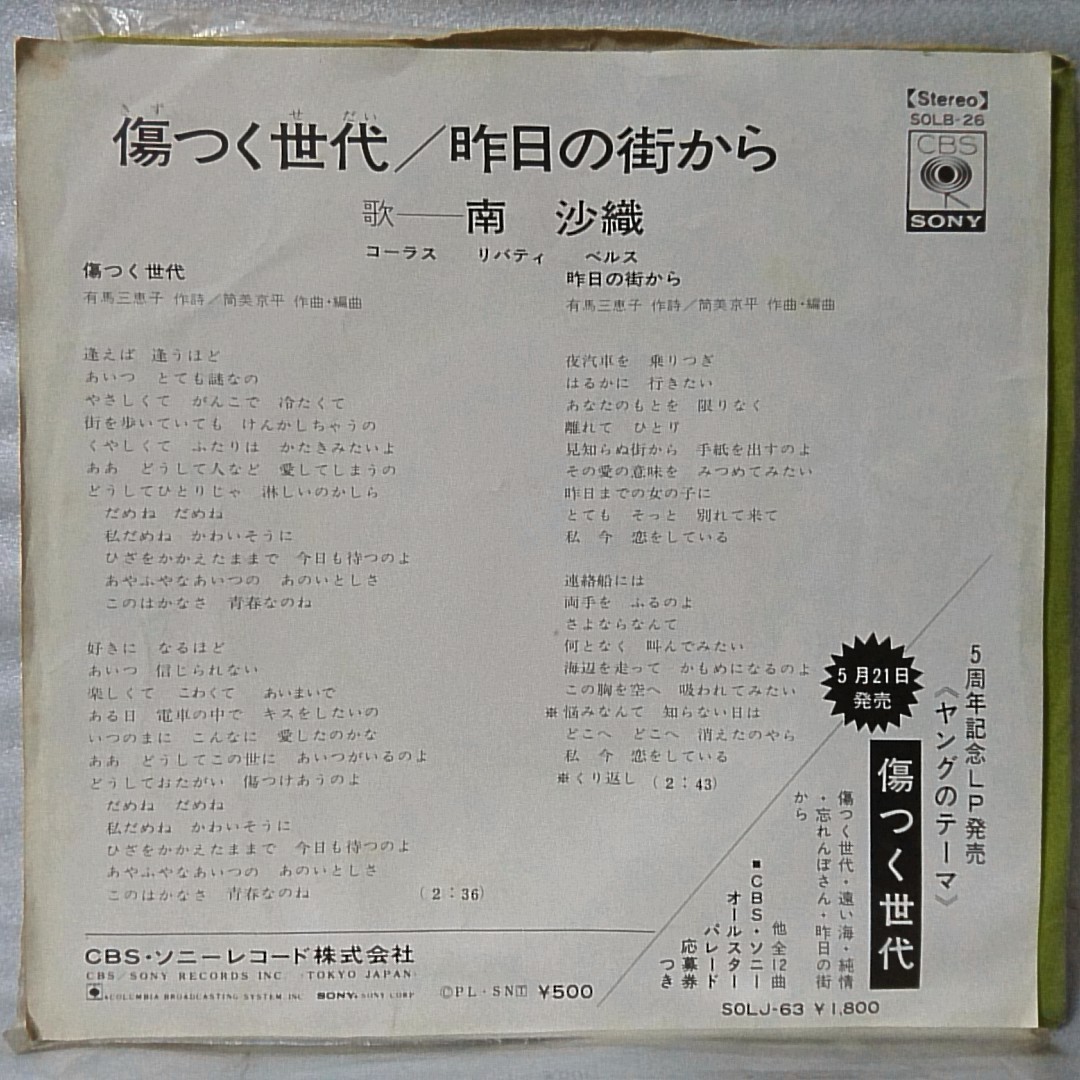 きず せだい
傷つく世代／昨日の街から
【Stereo】
SOLB-26
CBS
SONY
歌――南 沙織
コーラス リバティ ベルス
傷つく世代
有馬三恵子 作詩／筒美京平 作曲・編曲
逢えば 逢うほど
あいつ とても謎なの
やさしくて がんこで 冷たくて
街を歩いていても けんかしちゃうの
くやしくて ふたりは かたきみたいよ
ああ どうして人など 愛してしまうの
どうしてひとりじゃ 淋しいのかしら
だめね だめね
私だめね かわいそうに
ひざをかかえたままで 今日も待つのよ
あやふやなあいつの あのいとしさ
このはかなさ 青春なのね
好きに なるほど
あいつ 信じられない
楽しくて こわくて あいまいで
ある日 電車の中で キスをしたいの
いつのまに こんなに 愛したのかな
ああ どうしてこの世に あいつがいるのよ
どうしておたがい 傷つけあうのよ
だめね だめね
私だめね かわいそうに
ひざをかかえたままで 今日も待つのよ
あやふやなあいつの あのいとしさ
このはかなさ 青春なのね (2：36)
昨日の街から
有馬三恵子 作詩／筒美京平 作曲・編曲
夜汽車を 乗りつぎ
はるかに 行きたい
あなたのもとを 限りなく
離れて ひとり
見知らぬ街から 手紙を出すのよ
その愛の意味を みつめてみたい
昨日までの女の子に
とても そっと 別れて来て
私 今 恋をしている
連絡船には
両手を ふるのよ
さよならなんて
何となく 叫んでみたい
海辺を走って かもめになるのよ
この胸を空へ 吸われてみたい
※悩みなんて 知らない日は
どこへ どこへ 消えたのやら
私 今 恋をしている
※くり返し (2：43)
5周年記念LP発売
《ヤングのテーマ》
5月21日
発売
傷つく世代
傷つく世代・遠い海・純情
・忘れんぼさん・昨日の街
から
他全12曲
■CBS・ソニー
オールスター
パレード
応募券
つき
SOLJ-63 ¥1,800
CBS・ソニーレコード株式会社
CBS/SONY RECORDS INC. (TOKYO JAPAN)
COLUMBIA BROADCASTING SYSTEM. INC SONY, SONY CORP
ⒸPL・SN ¥500